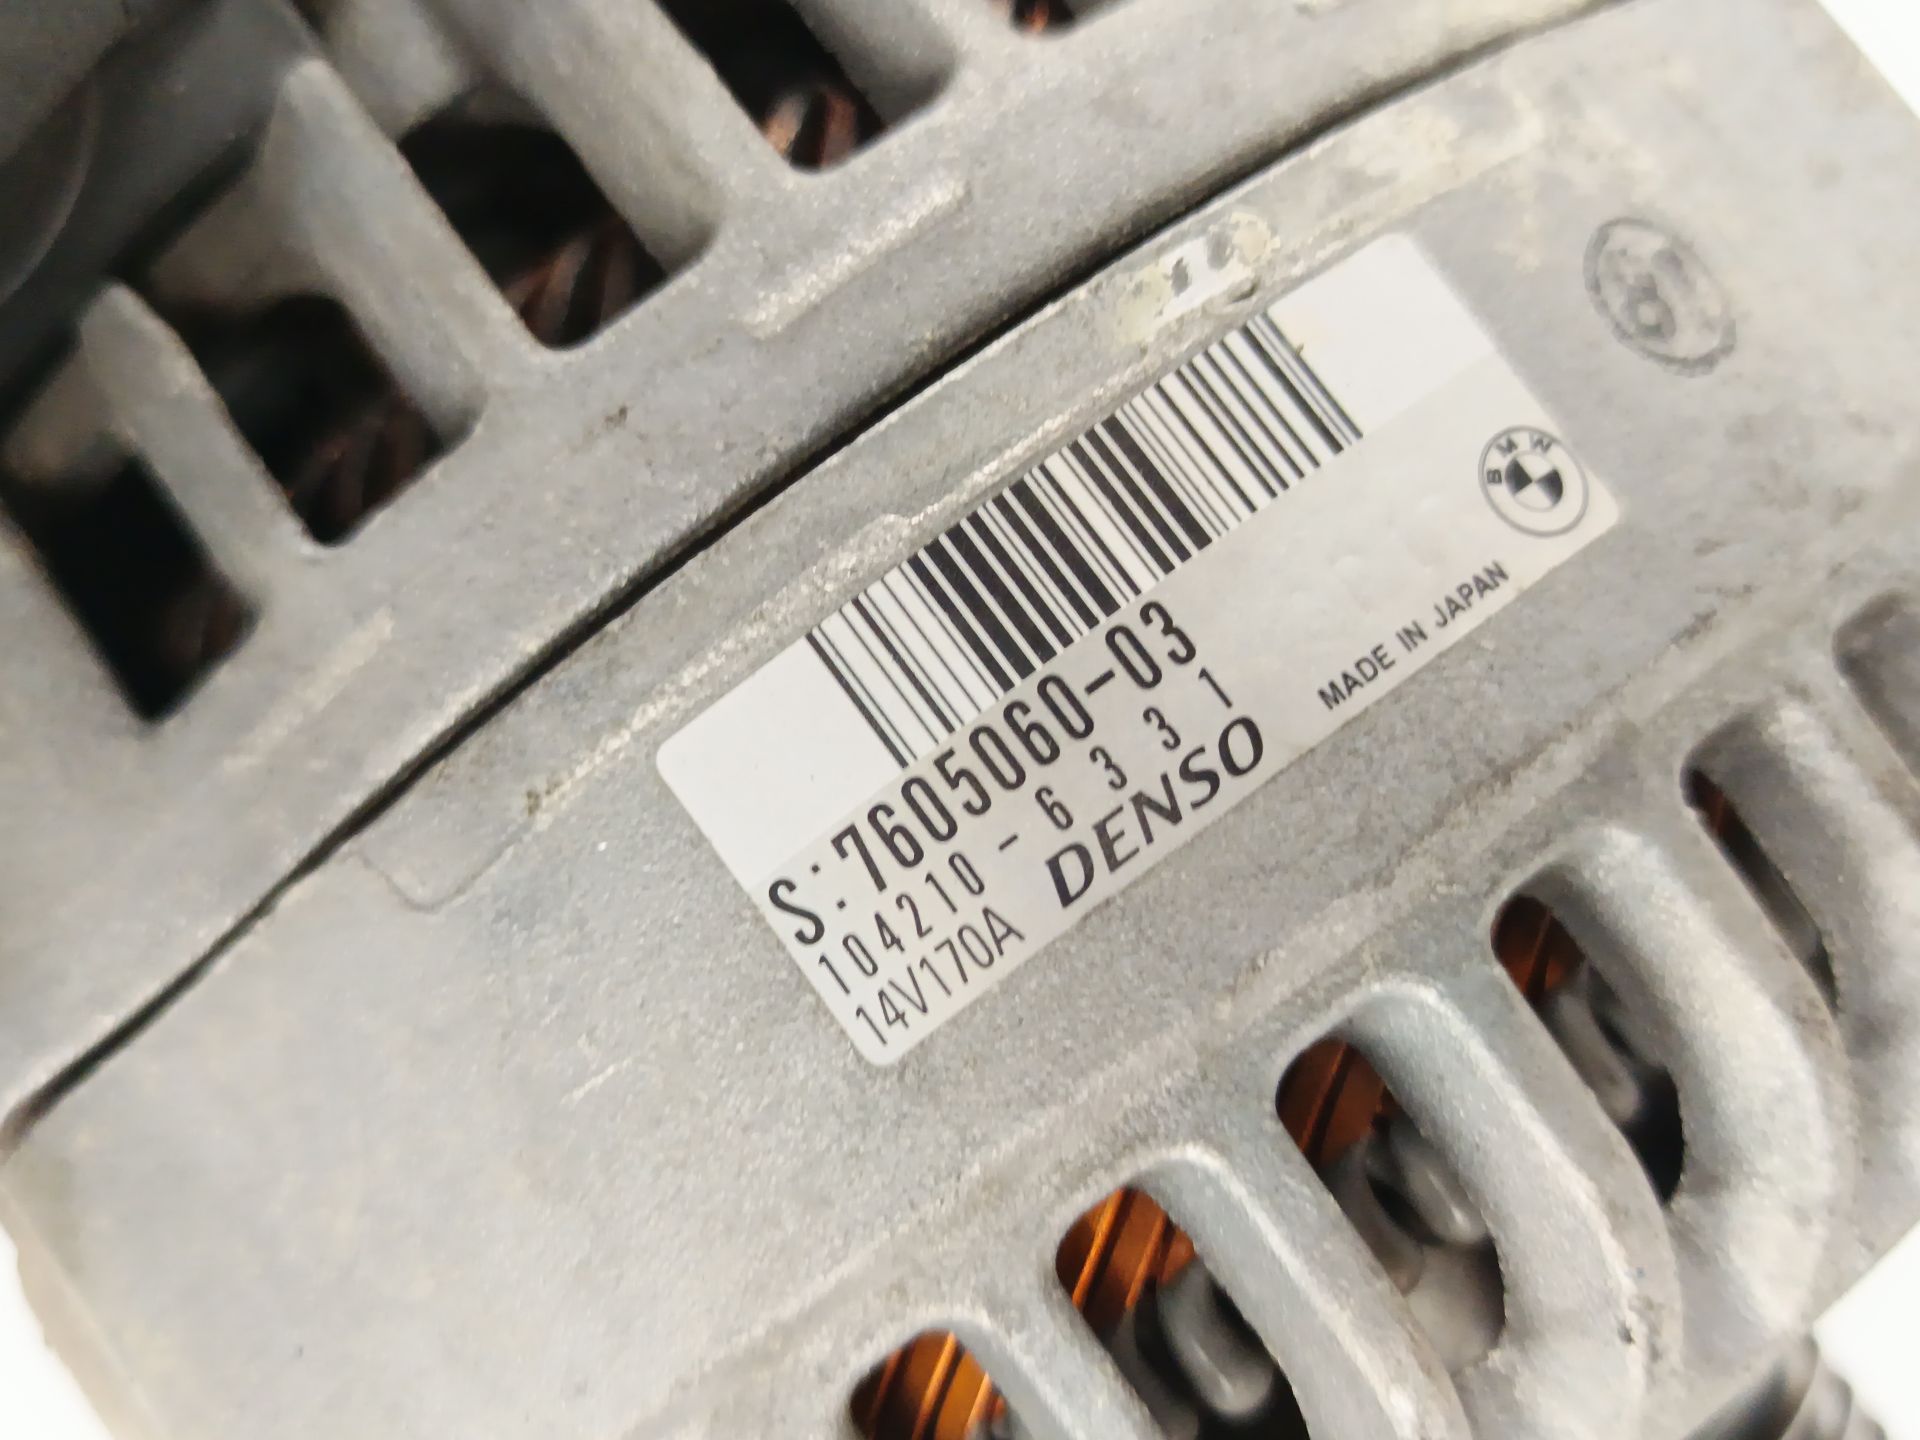 BMW
S: 7605060-03
104210-6331
14V170A DENSO
MADE IN JAPAN